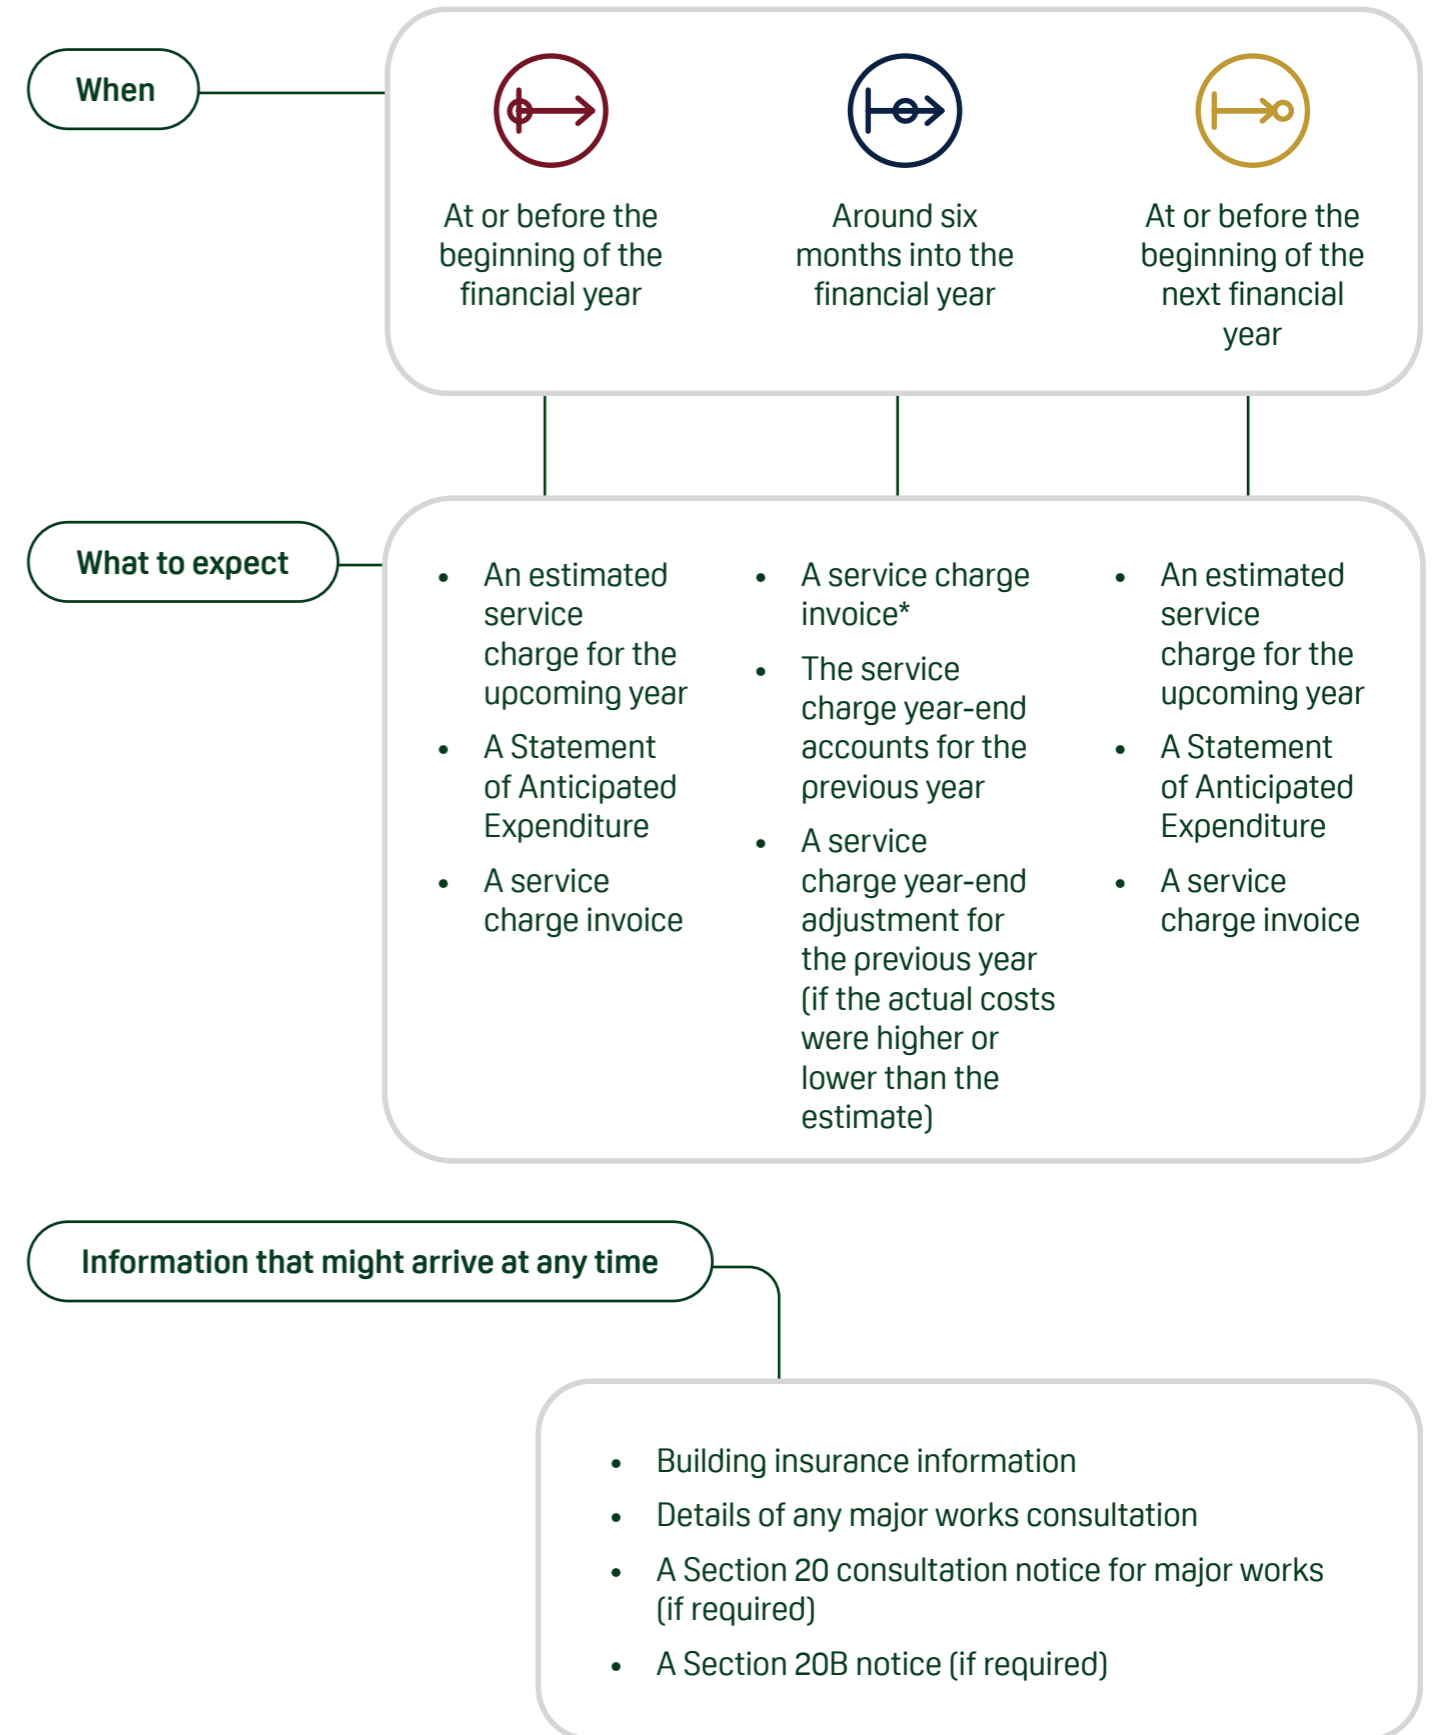 When
At or before the
beginning of the
financial year
Around six
months into the
financial year
At or before the
beginning of the
next financial
year
What to expect
• An estimated
service
charge for the
upcoming year
• A Statement
of Anticipated
Expenditure
• A service
charge invoice
• A service charge
invoice*
• The service
charge year-end
accounts for the
previous year
• A service
charge year-end
adjustment for
the previous year
(if the actual costs
were higher or
lower than the
estimate)
• An estimated
service
charge for the
upcoming year
• A Statement
of Anticipated
Expenditure
• A service
charge invoice
Information that might arrive at any time
• Building insurance information
• Details of any major works consultation
• A Section 20 consultation notice for major works
(if required)
• A Section 20B notice (if required)